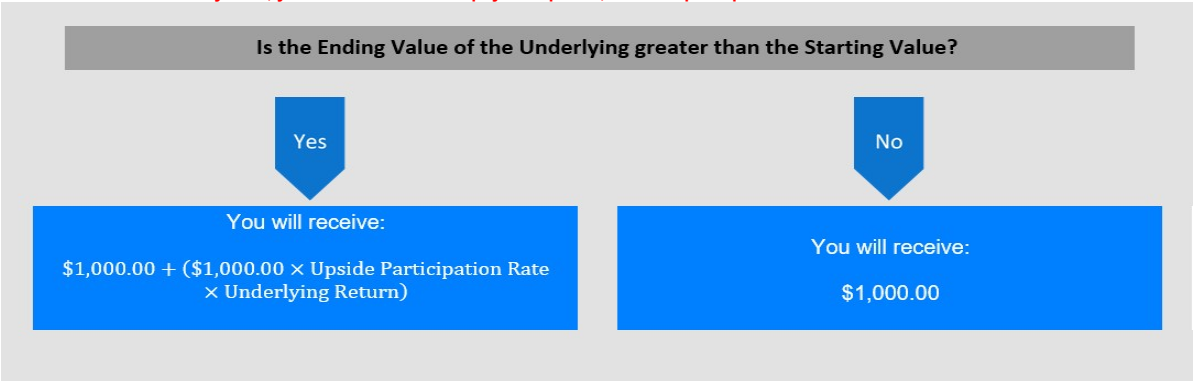 Is the Ending Value of the Underlying greater than the Starting Value?
Yes
No
You will receive:
$1,000.00 + ($1,000.00 × Upside Participation Rate
× Underlying Return)
You will receive:
$1,000.00